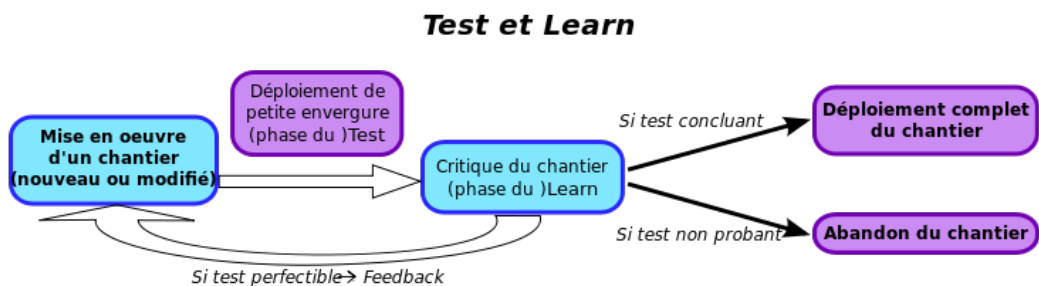 Test et Learn
Déploiement de
petite envergure
(phase du )Test
Mise en oeuvre
d'un chantier
(nouveau ou modifié)
Critique du chantier
(phase du )Learn
Si test concluant
Déploiement complet
du chantier
Si test non probant
Abandon du chantier
Si test perfectible→ Feedback